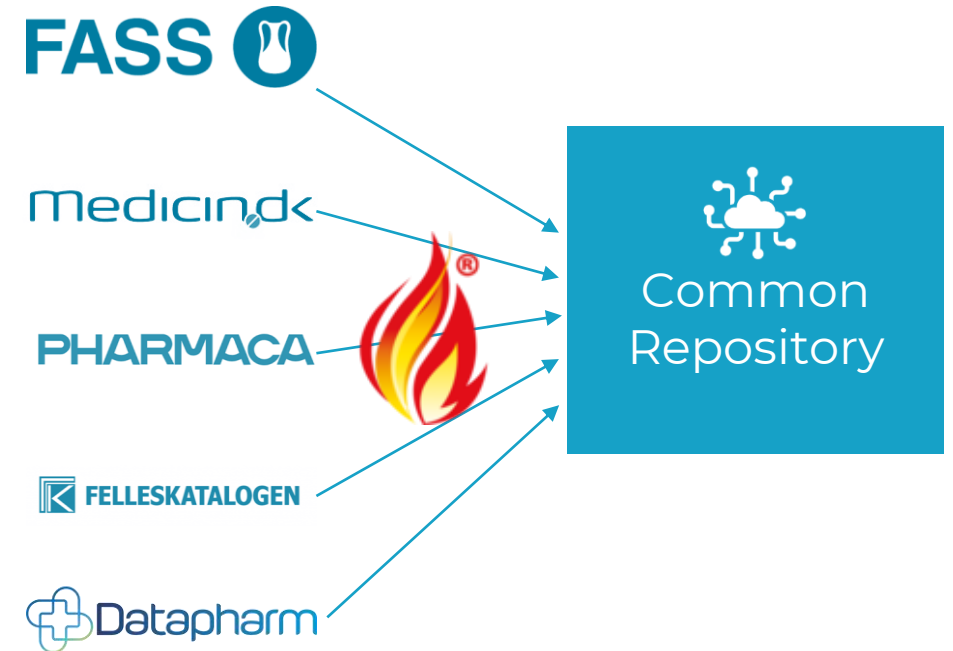 FASS
Medicin.dk
®
PHARMACA
FELLESKATALOGEN
Datapharm
Common
Repository